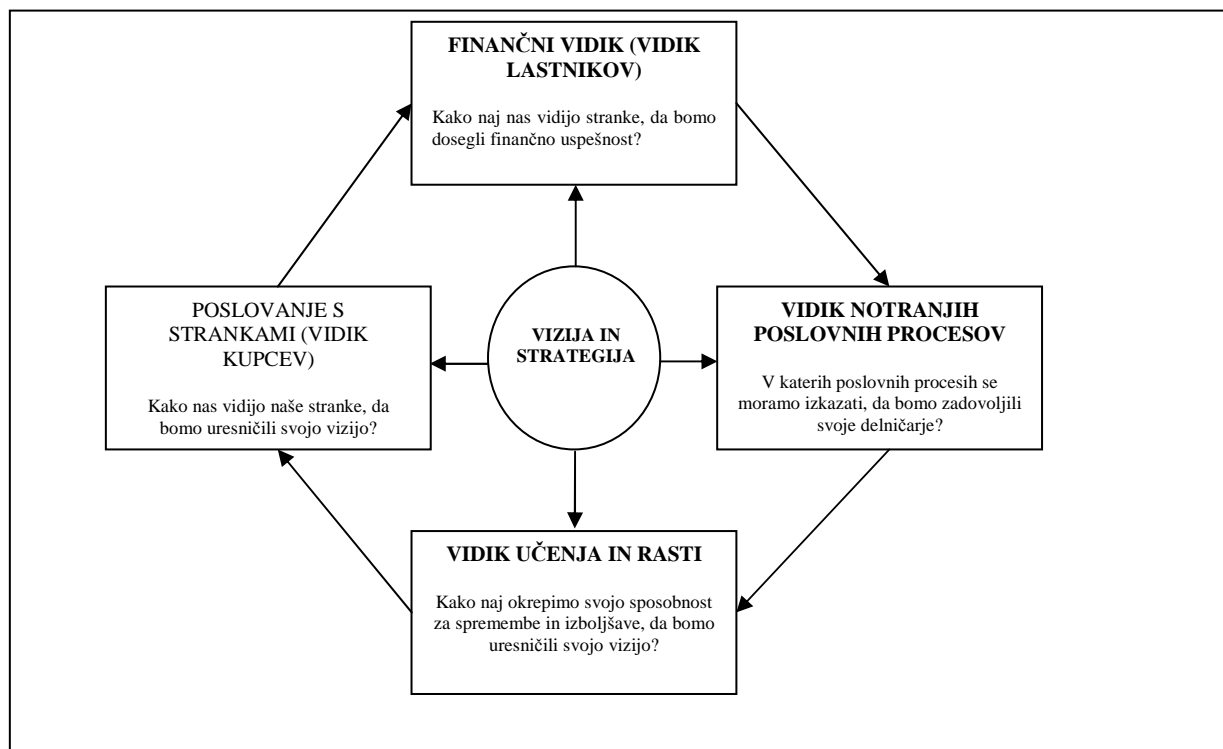 FINANČNI VIDIK (VIDIK
LASTNIKOV)
Kako naj nas vidijo stranke, da bomo
dosegli finančno uspešnost?
POSLOVANJE S
STRANKAMI (VIDIK
KUPCEV)
Kako nas vidijo naše stranke, da
bomo uresničili svojo vizijo?
VIZIJA IN
STRATEGIJA
VIDIK NOTRANJIH
POSLOVNIH PROCESOV
V katerih poslovnih procesih se
moramo izkazati, da bomo zadovoljili
svoje delničarje?
VIDIK UČENJA IN RASTI
Kako naj okrepimo svojo sposobnost
za spremembe in izboljšave, da bomo
uresničili svojo vizijo?